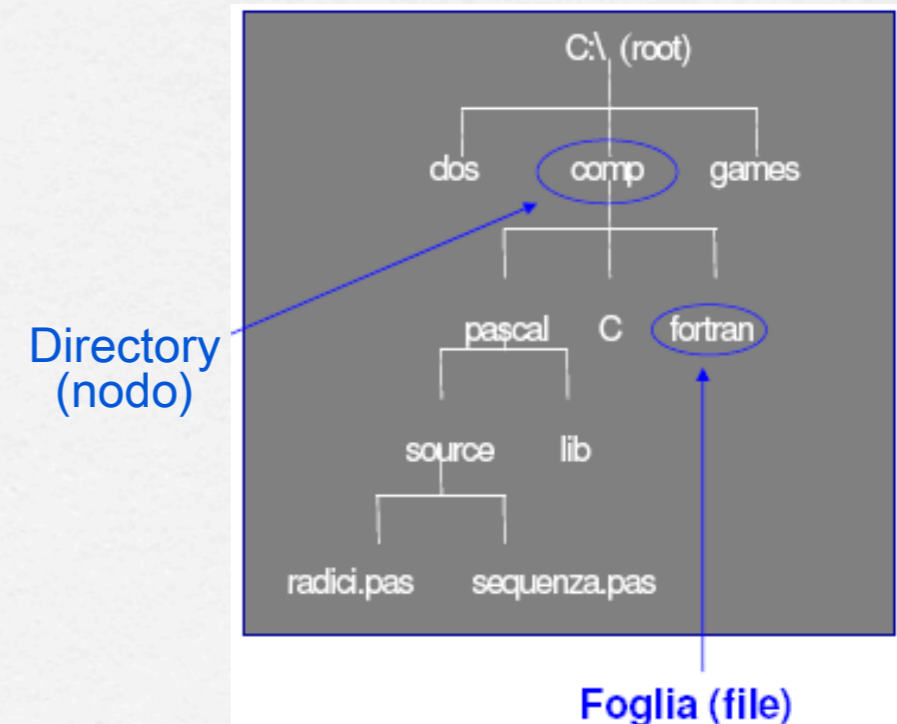 C:\ (root)
dos comp games
Directory
(nodo)
pascal C fortran
source lib
radici.pas sequenza.pas
Foglia (file)